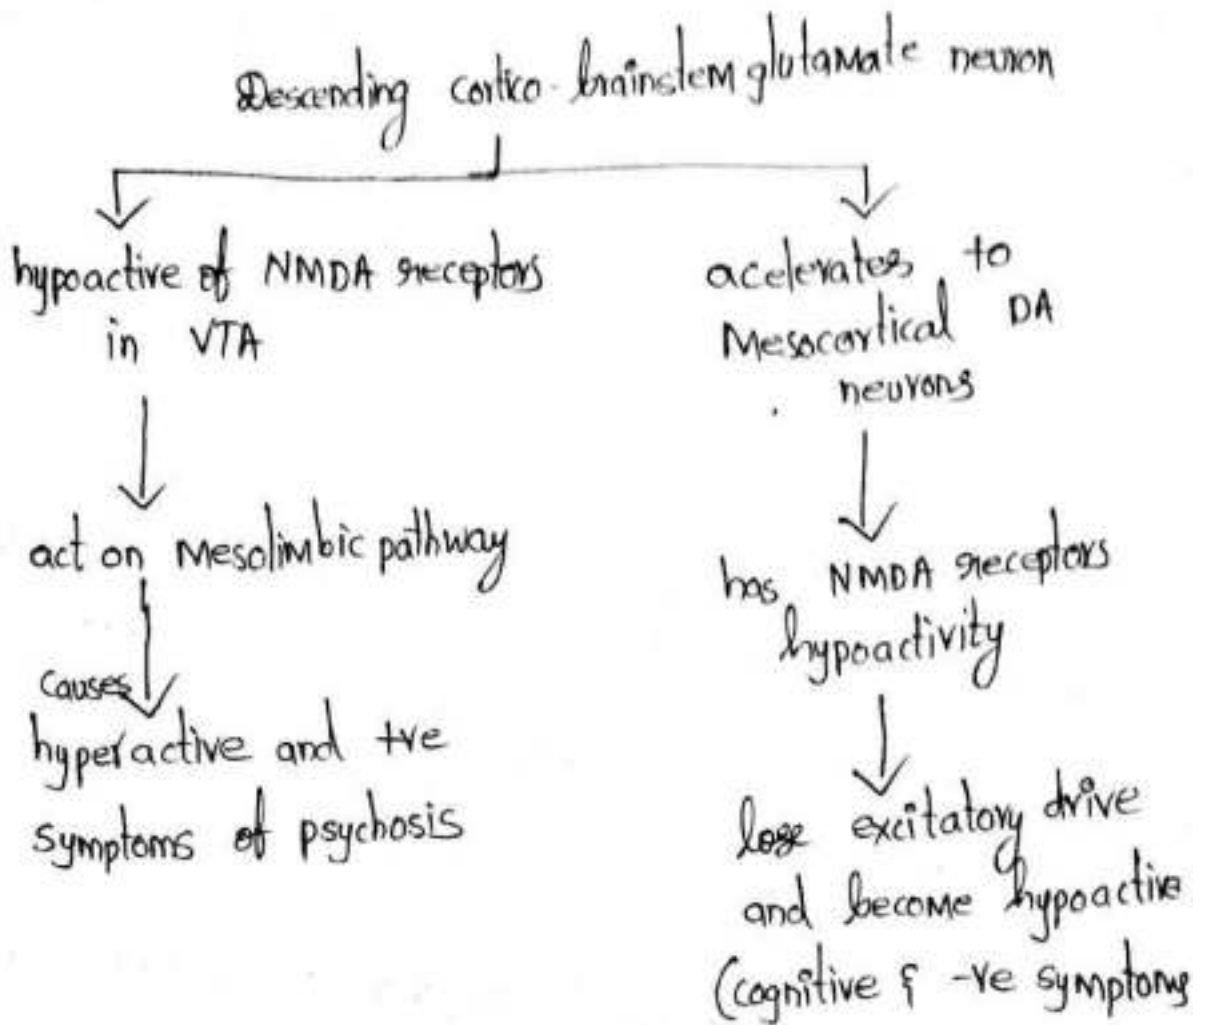 Descending cortico-brainstem glutamate neuron
hypoactive of NMDA receptors
in VTA
act on Mesolimbic pathway
causes
hyperactive and +ve
symptoms of psychosis
acelerates to
Mesocortical DA
neurons
has NMDA receptors
hypoactivity
lose excitatory drive
and become hypoactive
(cognitive & -ve symptoms